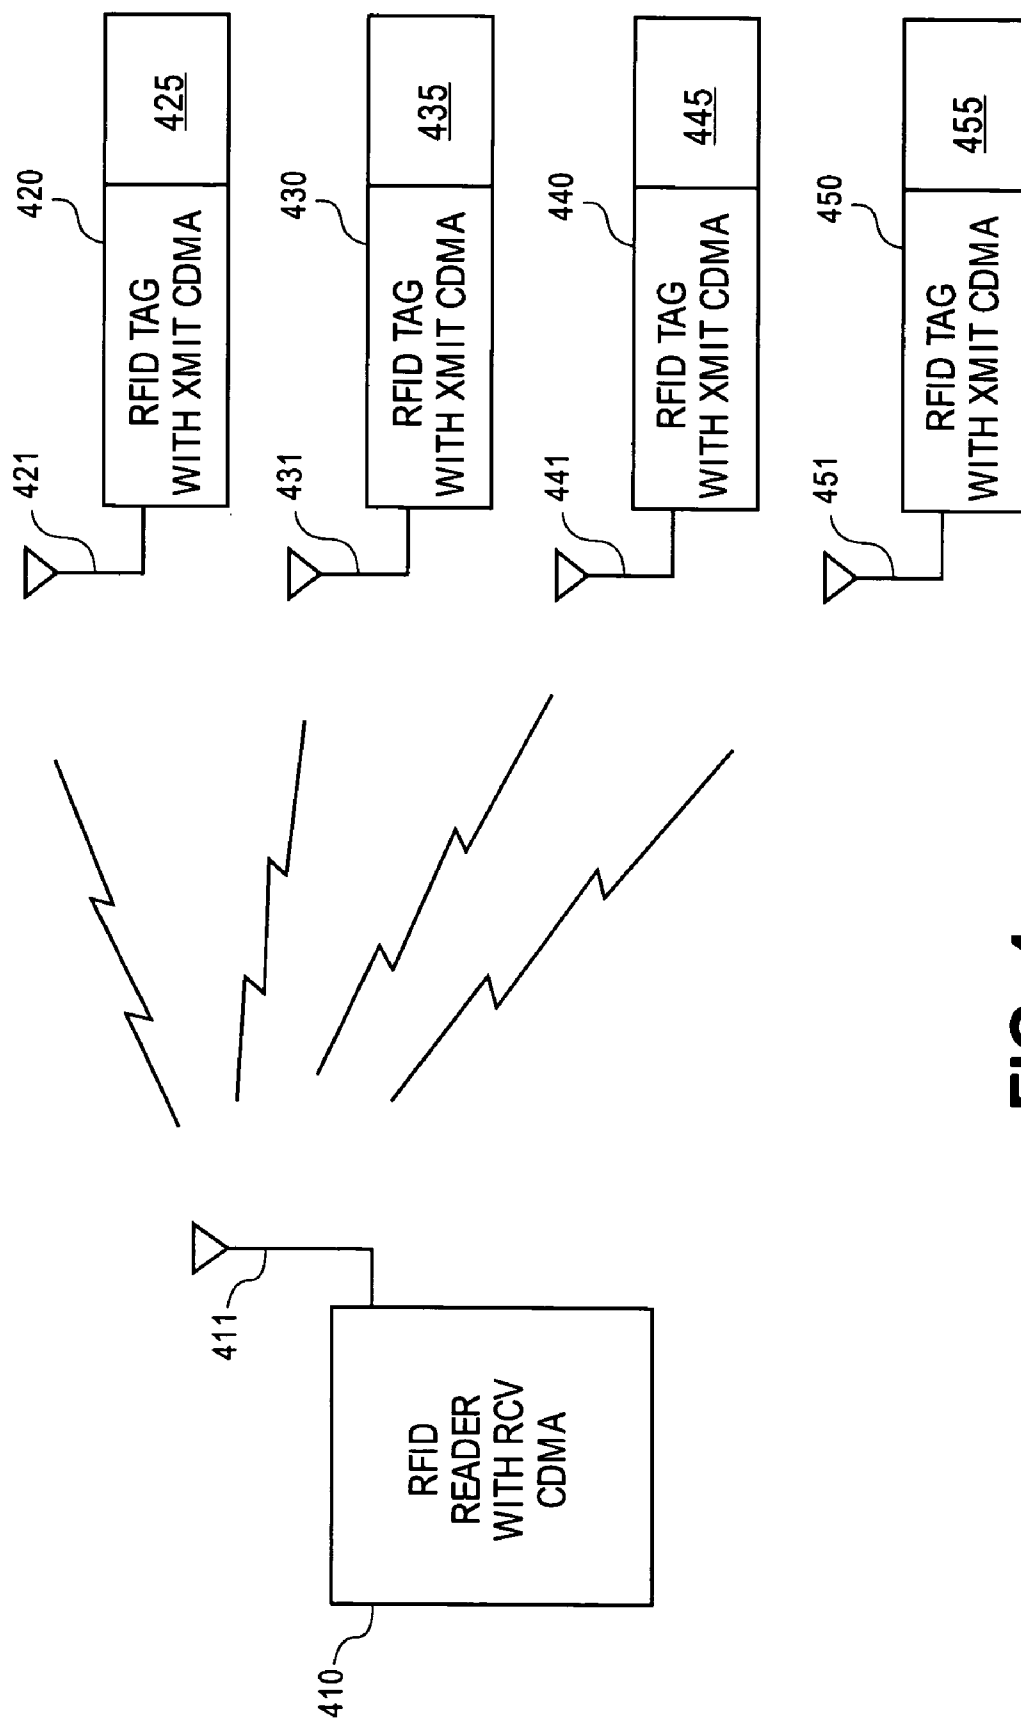 410
RFID
READER
WITH RCV
CDMA
411
421
420
RFID TAG
WITH XMIT CDMA
425
431
430
RFID TAG
WITH XMIT CDMA
435
441
440
RFID TAG
WITH XMIT CDMA
445
451
450
RFID TAG
WITH XMIT CDMA
455
FIG